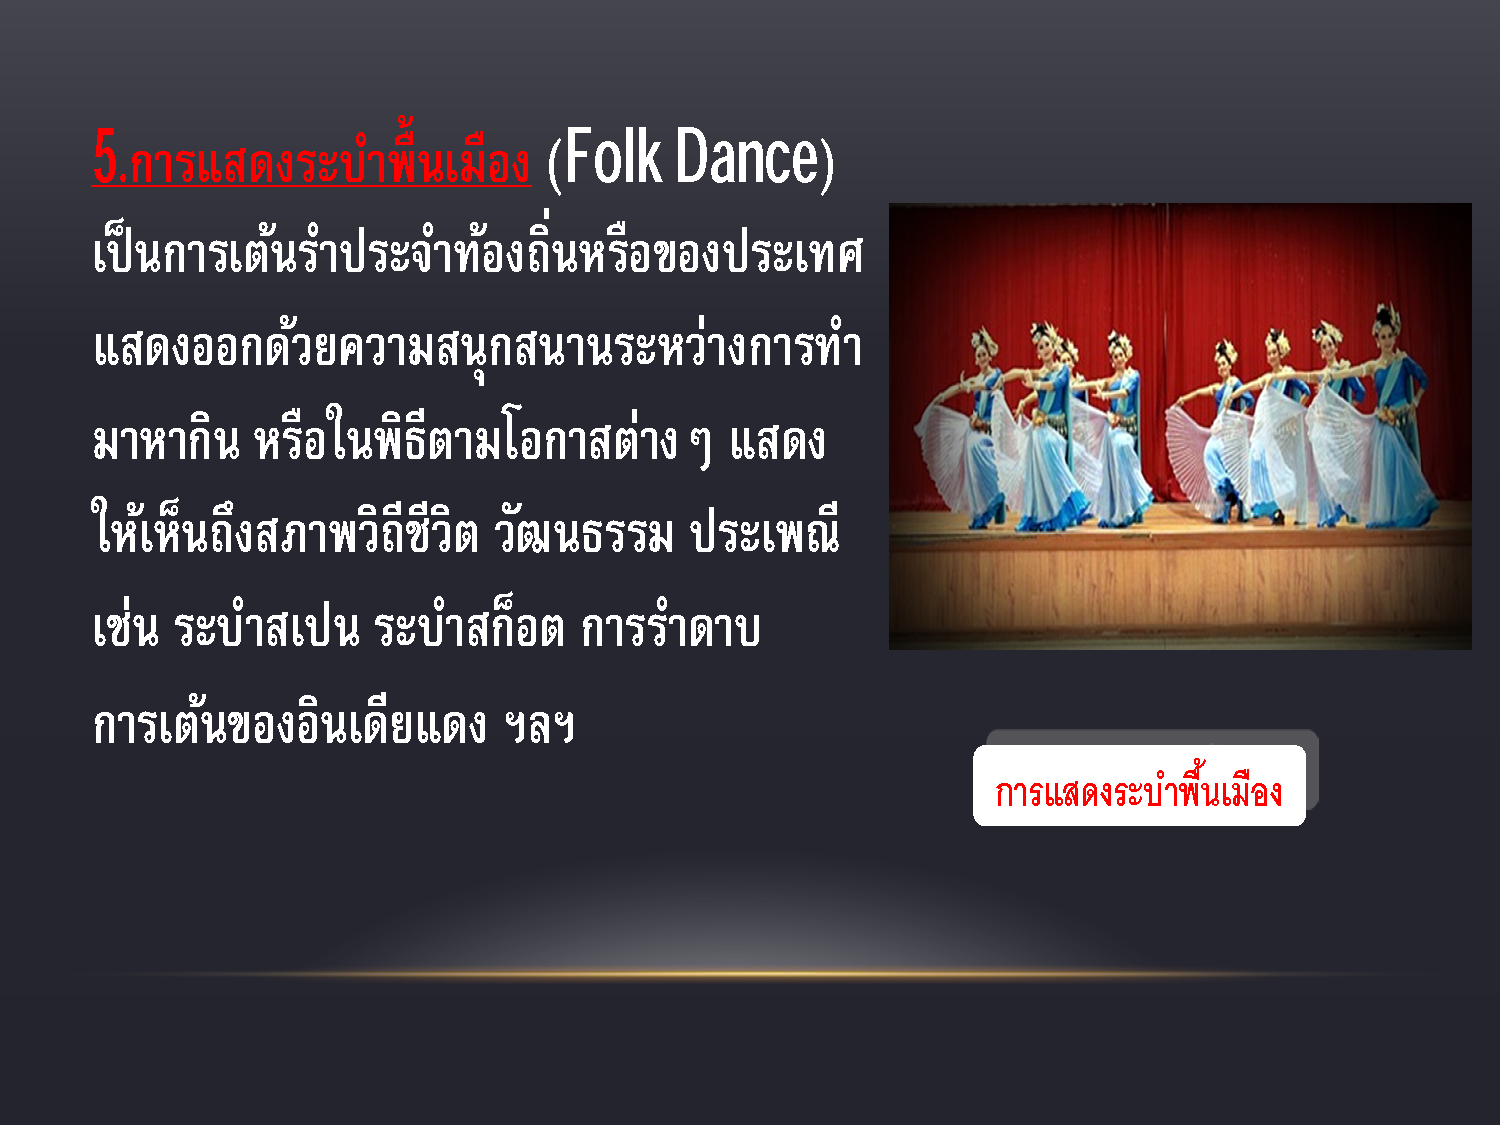 5.การแสดงระบำพื้นเมือง (Folk Dance)
เป็นการเต้นรำประจำท้องถิ่นหรือของประเทศ
แสดงออกด้วยความสนุกสนานระหว่างการทำ
มาหากิน หรือในพิธีตามโอกาสต่าง ๆ แสดง
ให้เห็นถึงสภาพวิถีชีวิต วัฒนธรรม ประเพณี
เช่น ระบำสเปน ระบำสก็อต การรำดาบ
การเต้นของอินเดียแดง ฯลฯ
การแสดงระบำพื้นเมือง